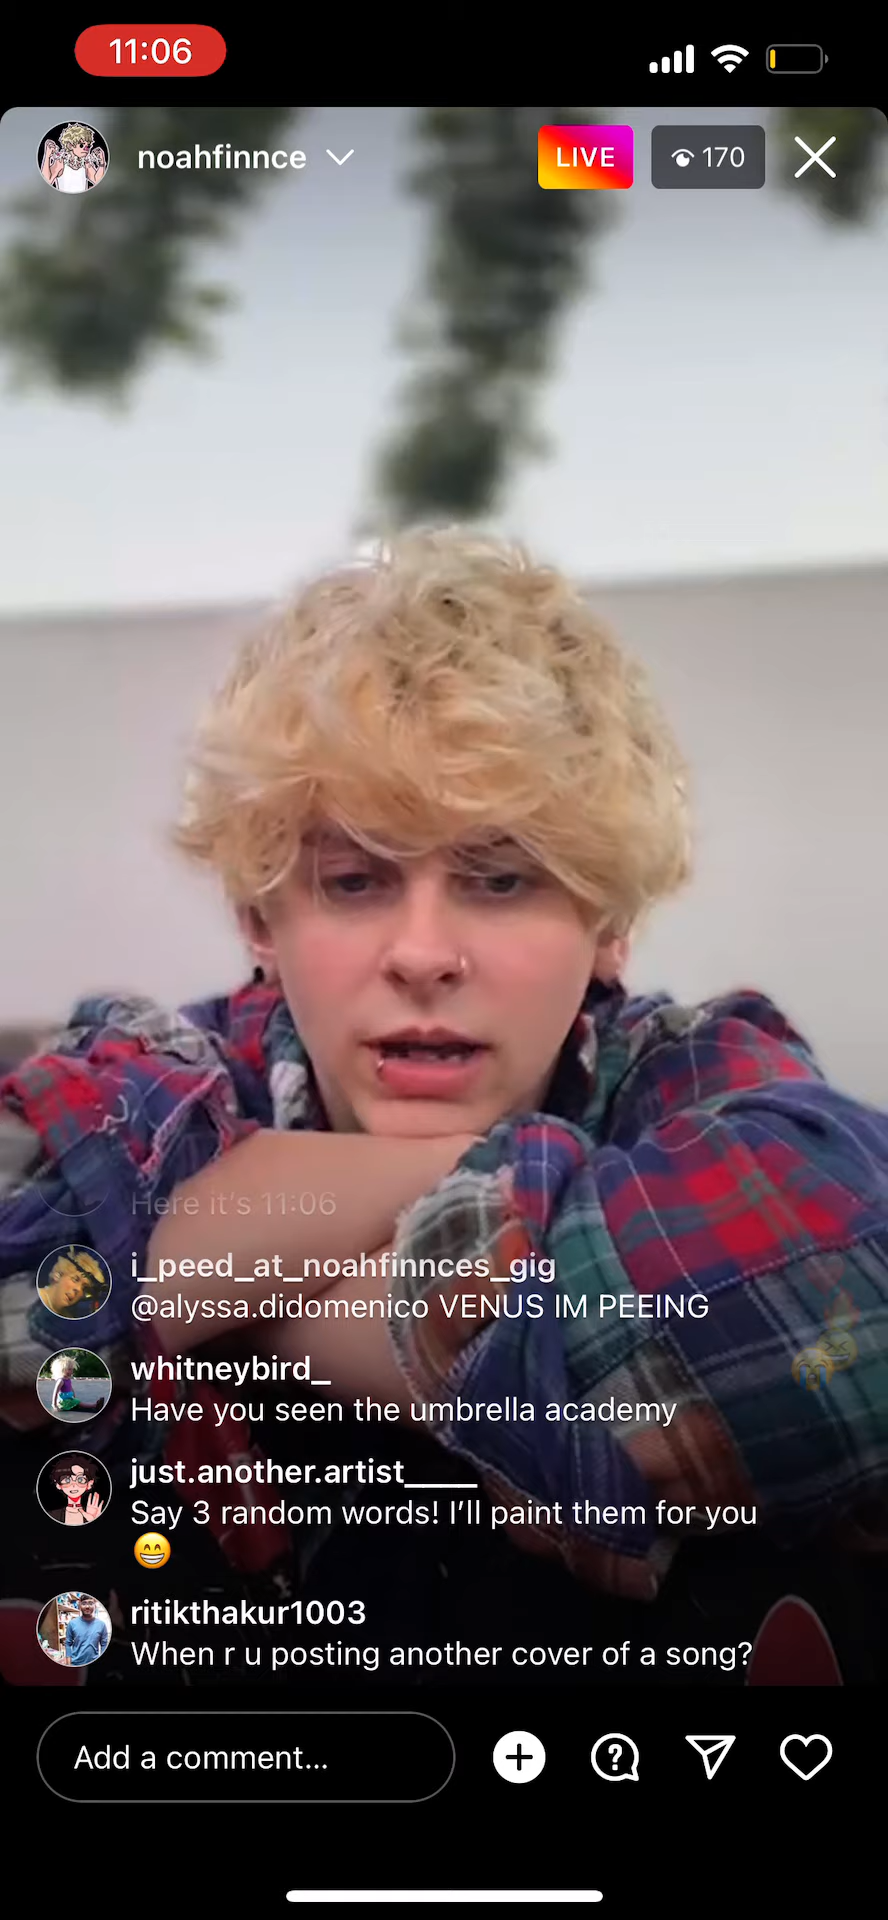 11:06
noahfinnce
LIVE
170
Here it's 11:06
i_peed_at_noahfinnces_gig
@alyssa.didomenico VENUS IM PEEING
whitneybird_
Have you seen the umbrella academy
just.another.artist_____
Say 3 random words! I'll paint them for you
😁
ritikthakur1003
When r u posting another cover of a song?
Add a comment...